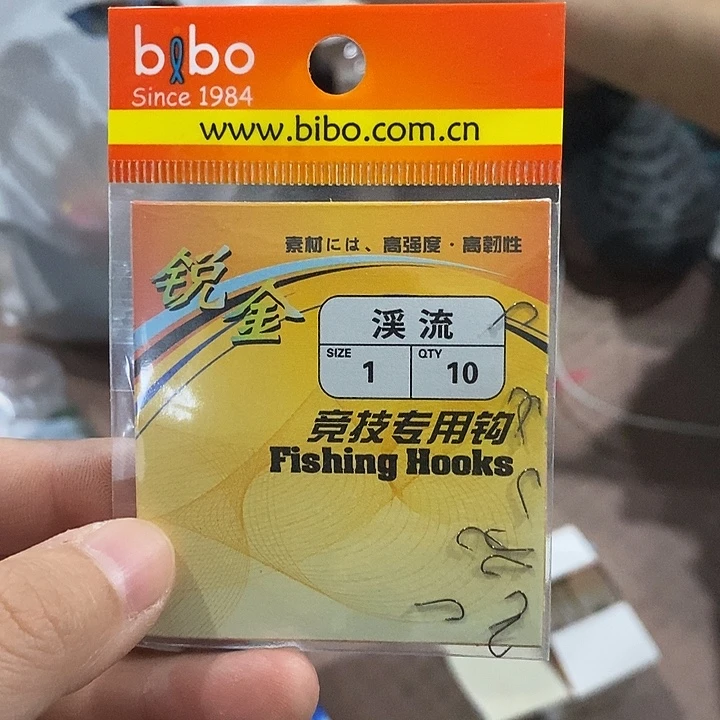 bibo
Since 1984
www.bibo.com.cn
素材には、高强度·高韌性
锐金
溪流
SIZE 1
QTY 10
竞技专用钩
Fishing Hooks